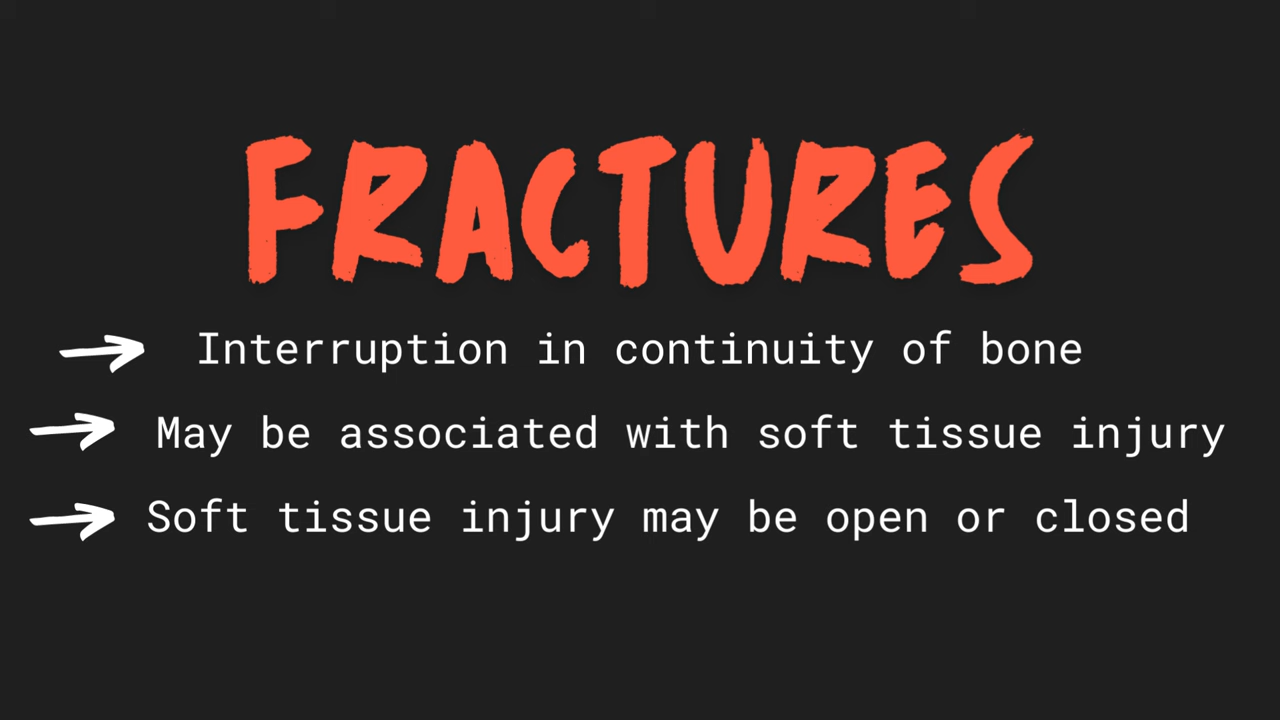 FRACTURES
Interruption in continuity of bone
May be associated with soft tissue injury
Soft tissue injury may be open or closed